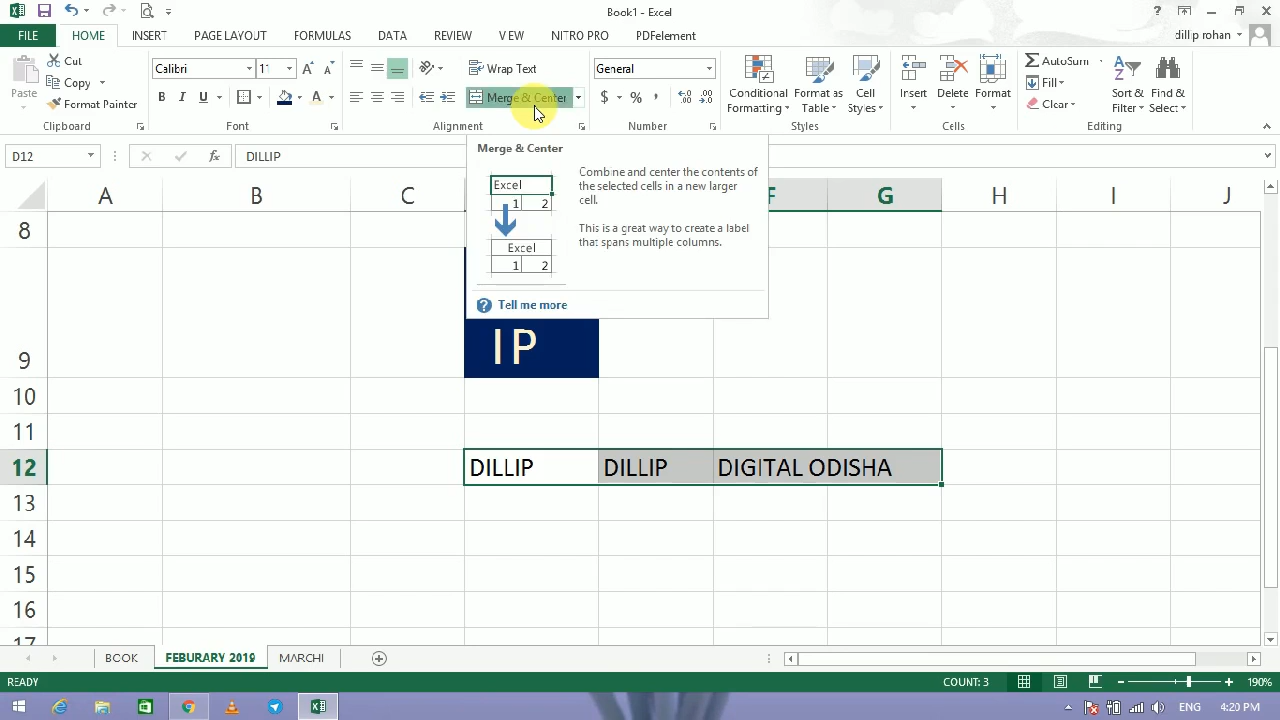 Book1 - Excel
?
FILE HOME INSERT PAGE LAYOUT FORMULAS DATA REVIEW VIEW NITRO PRO PDFelement dillip rohan
Paste
Cut
Copy
Format Painter
Clipboard
Calibri 11
B I U
Font
Wrap Text
Merge & Center
Alignment
General
$ % ,
Number
Conditional Formatting
Format as Table
Cell Styles
Styles
Insert Delete Format
Cells
AutoSum
Fill
Clear
Sort & Filter
Find & Select
Editing
D12 fx DILLIP
Merge & Center
Excel
1 2
Excel
1 2
Combine and center the contents of
the selected cells in a new larger
cell.
This is a great way to create a label
that spans multiple columns.
? Tell me more
A B C F G H I J
8
9 IP
10
11
12 DILLIP DILLIP DIGITAL ODISHA
13
14
15
16
17
BOOK FEBURARY 2019 MARCHI
READY COUNT: 3 190%
ENG 4:20 PM